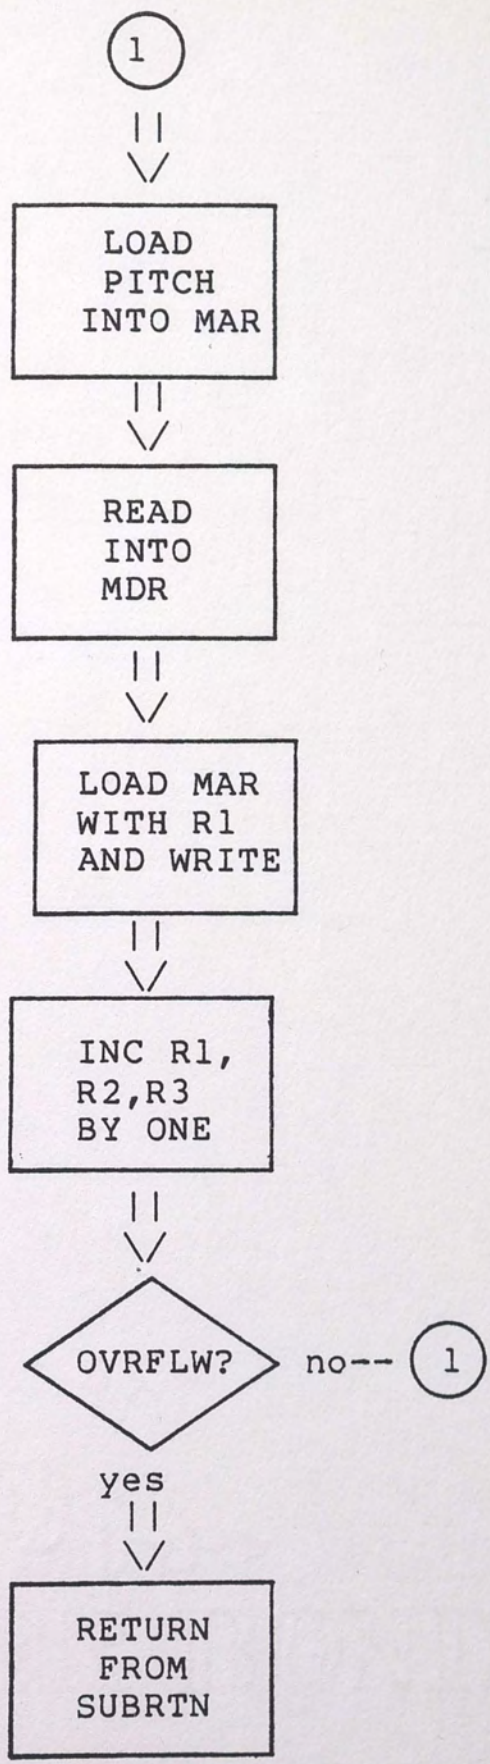 1
LOAD
PITCH
INTO MAR
READ
INTO
MDR
LOAD MAR
WITH R1
AND WRITE
INC R1,
R2,R3
BY ONE
OVRFLW? no-- 1
yes
RETURN
FROM
SUBRTN